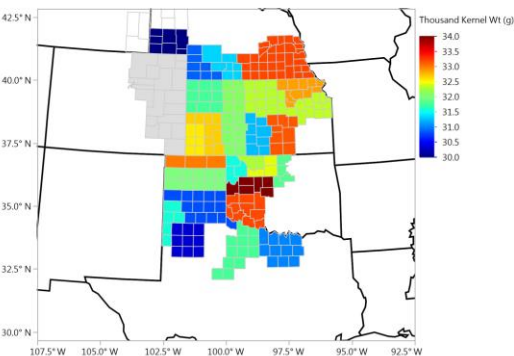 Thousand Kernel Wt (g)
42.5° N
40.0° N
37.5° N
35.0° N
32.5° N
30.0° N
107.5° W 105.0° W 102.5° W 100.0° W 97.5° W 95.0° W 92.5° W
34.0
33.5
33.0
32.5
32.0
31.5
31.0
30.5
30.0